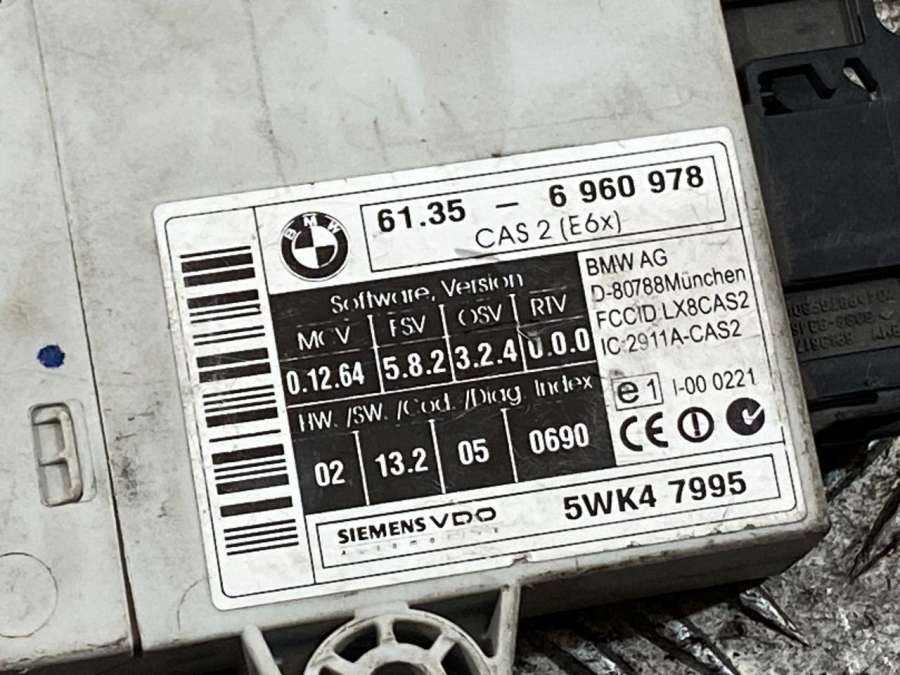 BMW
61.35 – 6 960 978
CAS 2 (E6x)
Software, Version
MCV FSV OSV RTV
0.12.64 5.8.2 3.2.4 0.0.0
HW. /SW. /Cod. /Diag. Index
02 13.2 05 0690
BMW AG
D-80788München
FCCID:LX8CAS2
IC:2911A-CAS2
e1 I-00 0221
CE
SIEMENS VDO
Automotive
5WK4 7995